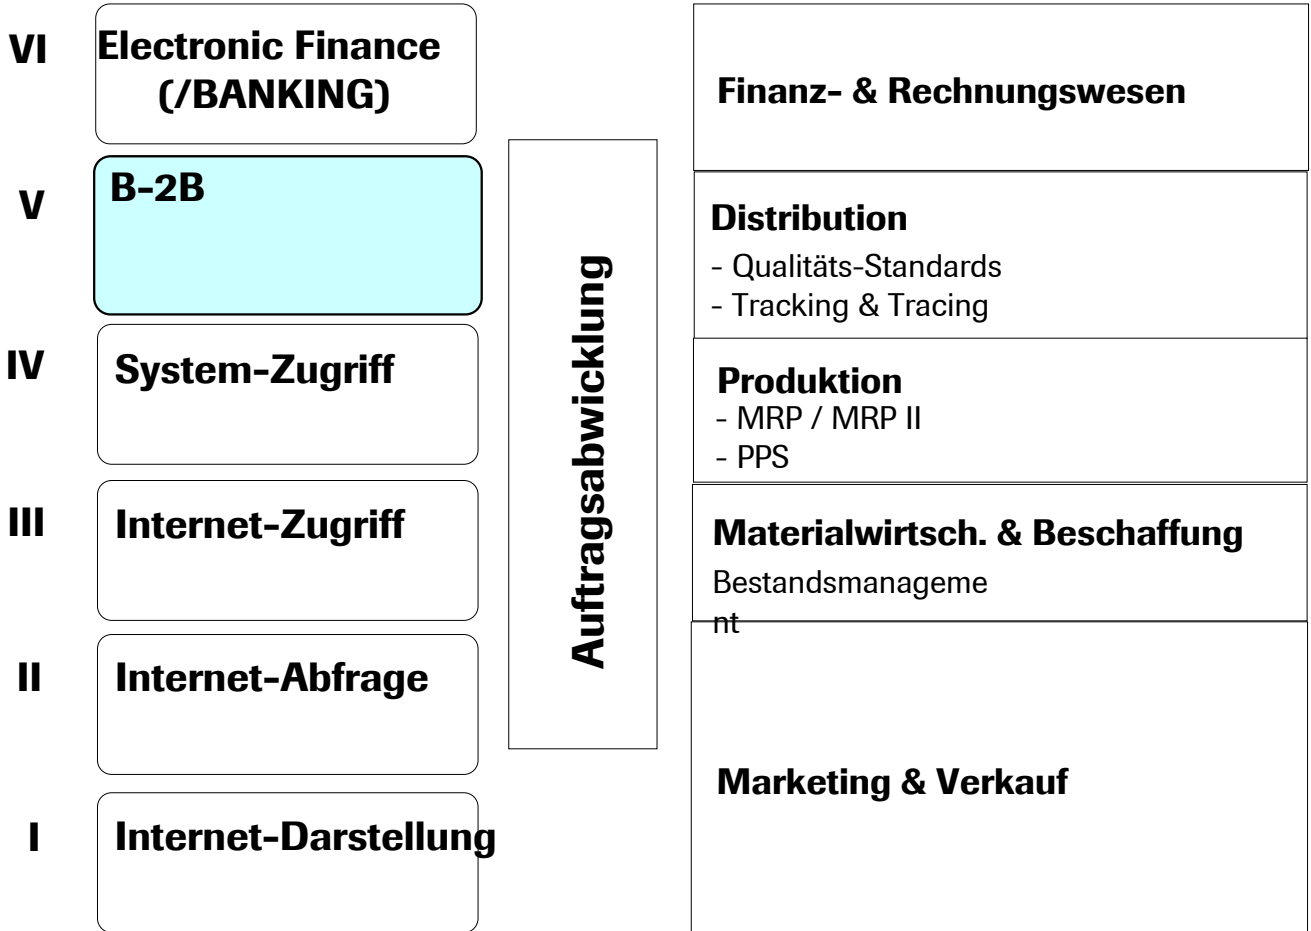 VI
Electronic Finance
(/BANKING)
Finanz- & Rechnungswesen
V
B-2B
Distribution
- Qualitäts-Standards
- Tracking & Tracing
Auftragsabwicklung
IV
System-Zugriff
Produktion
- MRP / MRP II
- PPS
III
Internet-Zugriff
Materialwirtsch. & Beschaffung
Bestandsmanageme
nt
II
Internet-Abfrage
Marketing & Verkauf
I
Internet-Darstellung